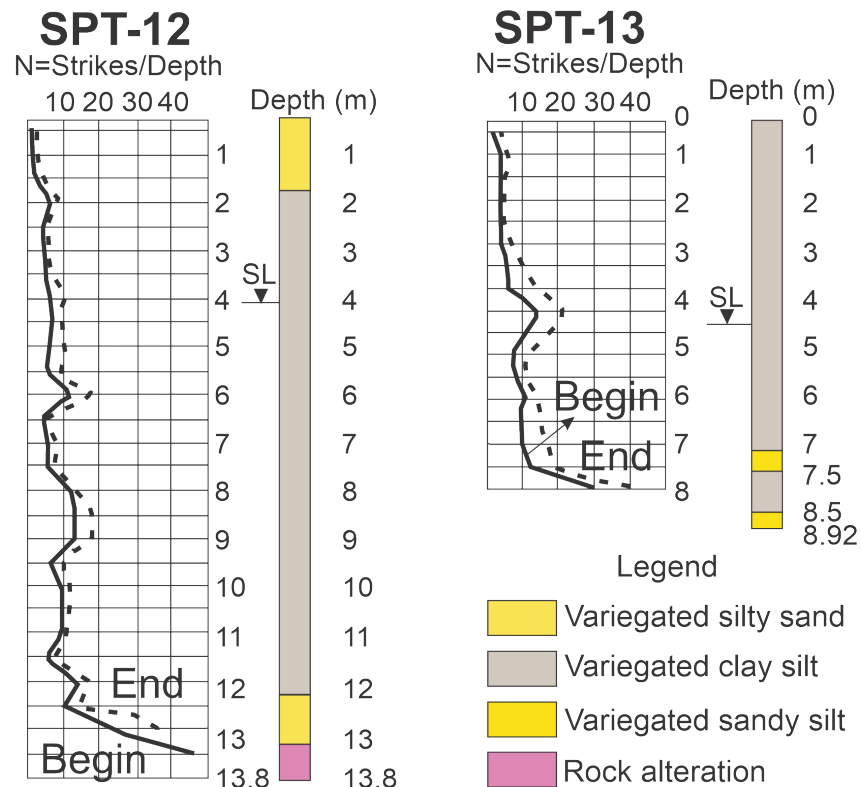 SPT-12
N=Strikes/Depth
10 20 30 40
Depth (m)
1
2
3
4
5
6
7
8
9
10
11
12
13
13.8
SL
1
2
3
4
5
6
7
8
9
10
11
12
13
13.8
End
Begin
SPT-13
N=Strikes/Depth
10 20 30 40
Depth (m)
0
1
2
3
4
5
6
7
8
SL
0
1
2
3
4
5
6
7
7.5
8.5
8.92
Begin
End
Legend
Variegated silty sand
Variegated clay silt
Variegated sandy silt
Rock alteration